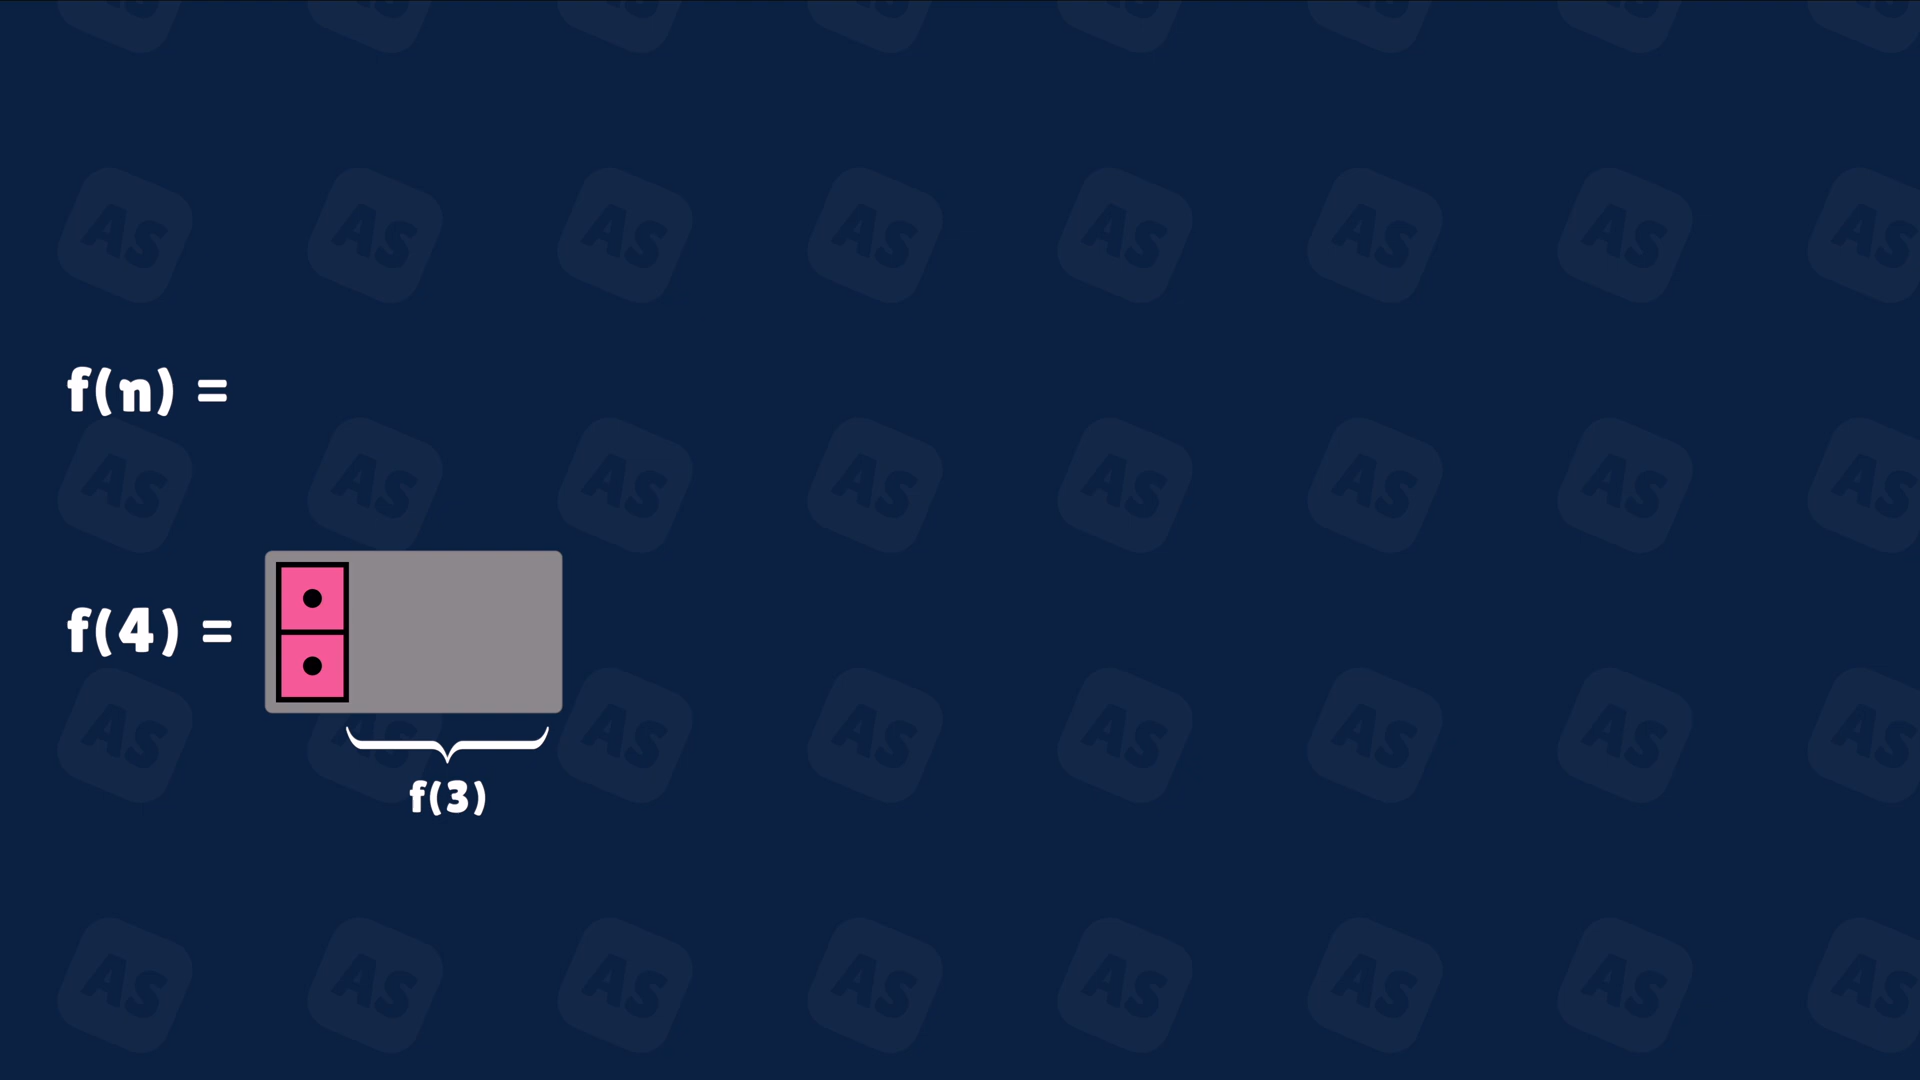 f(n) =
f(4) =
f(3)